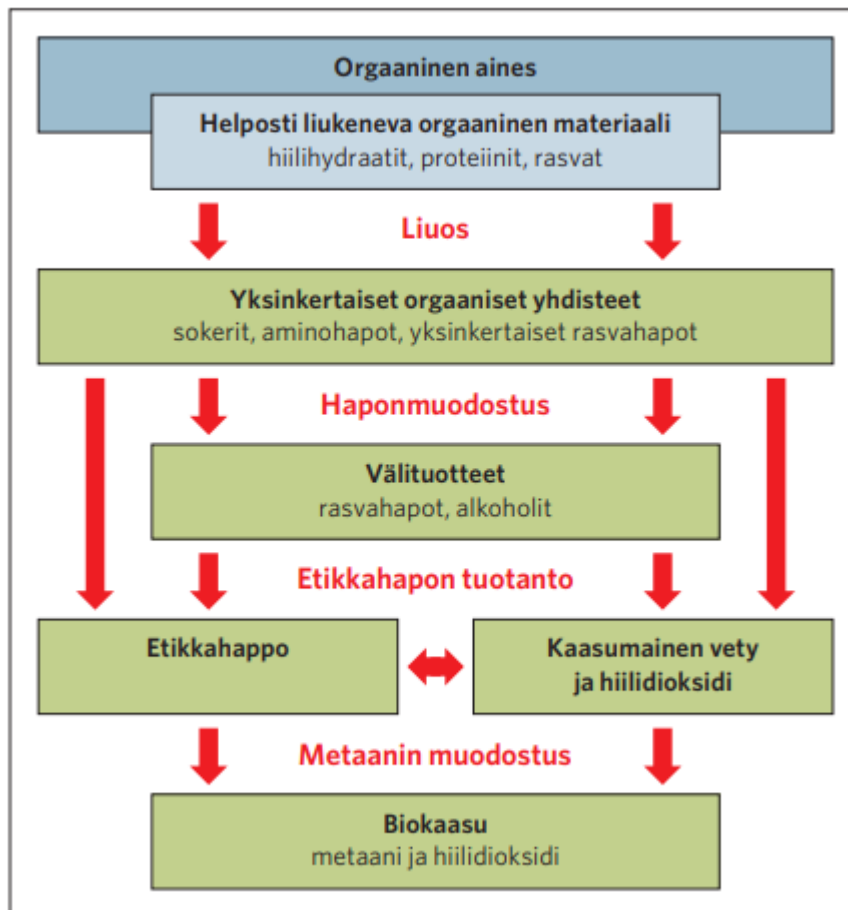 Orgaaninen aines
Helposti liukeneva orgaaninen materiaali
hiilihydraatit, proteiinit, rasvat
Liuos
Yksinkertaiset orgaaniset yhdisteet
sokerit, aminohapot, yksinkertaiset rasvahapot
Haponmuodostus
Välituotteet
rasvahapot, alkoholit
Etikkahapon tuotanto
Etikkahappo
Kaasumainen vety
ja hiilidioksidi
Metaanin muodostus
Biokaasu
metaani ja hiilidioksidi